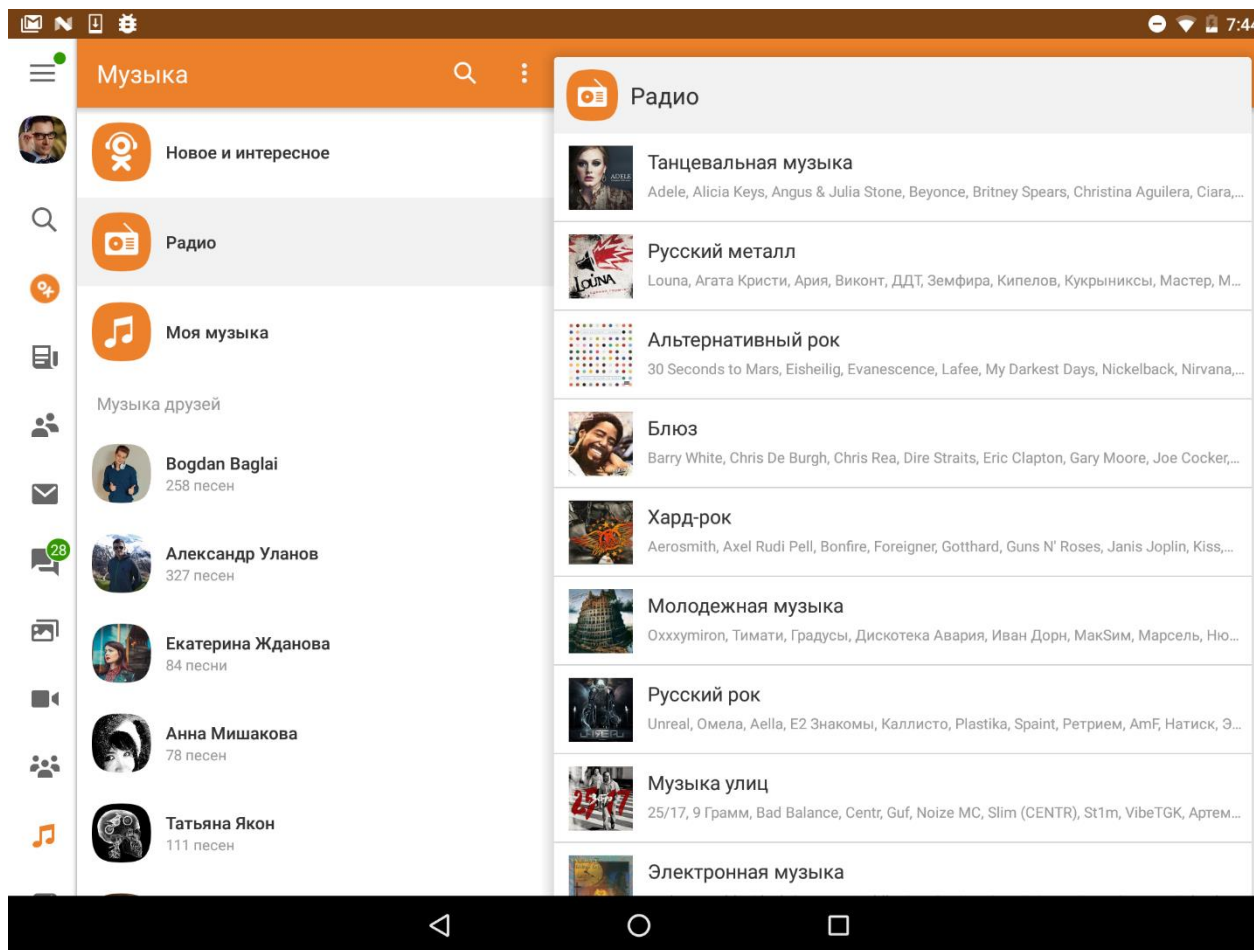 7:44
Музыка
Новое и интересное
Радио
Моя музыка
Музыка друзей
Bogdan Baglai
258 песен
28
Александр Уланов
327 песен
Екатерина Жданова
84 песни
Анна Мишакова
78 песен
Татьяна Якон
111 песен
Радио
Танцевальная музыка
Adele, Alicia Keys, Angus & Julia Stone, Beyonce, Britney Spears, Christina Aguilera, Ciara,...
ADELE
Русский металл
Louna, Агата Кристи, Ария, Виконт, ДДТ, Земфира, Кипелов, Кукрыниксы, Мастер, М...
LOUNA
Альтернативный рок
30 Seconds to Mars, Eisheilig, Evanescence, Lafee, My Darkest Days, Nickelback, Nirvana,...
Блюз
Barry White, Chris De Burgh, Chris Rea, Dire Straits, Eric Clapton, Gary Moore, Joe Cocker,...
Хард-рок
Aerosmith, Axel Rudi Pell, Bonfire, Foreigner, Gotthard, Guns N' Roses, Janis Joplin, Kiss,...
Молодежная музыка
Oxxxymiron, Тимати, Градусы, Дискотека Авария, Иван Дорн, МакSим, Марсель, Ню...
Русский рок
Unreal, Омела, Aella, E2 Знакомы, Каллисто, Plastika, Spaint, Ретрием, AmF, Натиск, Э...
Музыка улиц
25/17, 9 Грамм, Bad Balance, Centr, Guf, Noize MC, Slim (CENTR), St1m, VibeTGK, Артем...
25/17
Электронная музыка